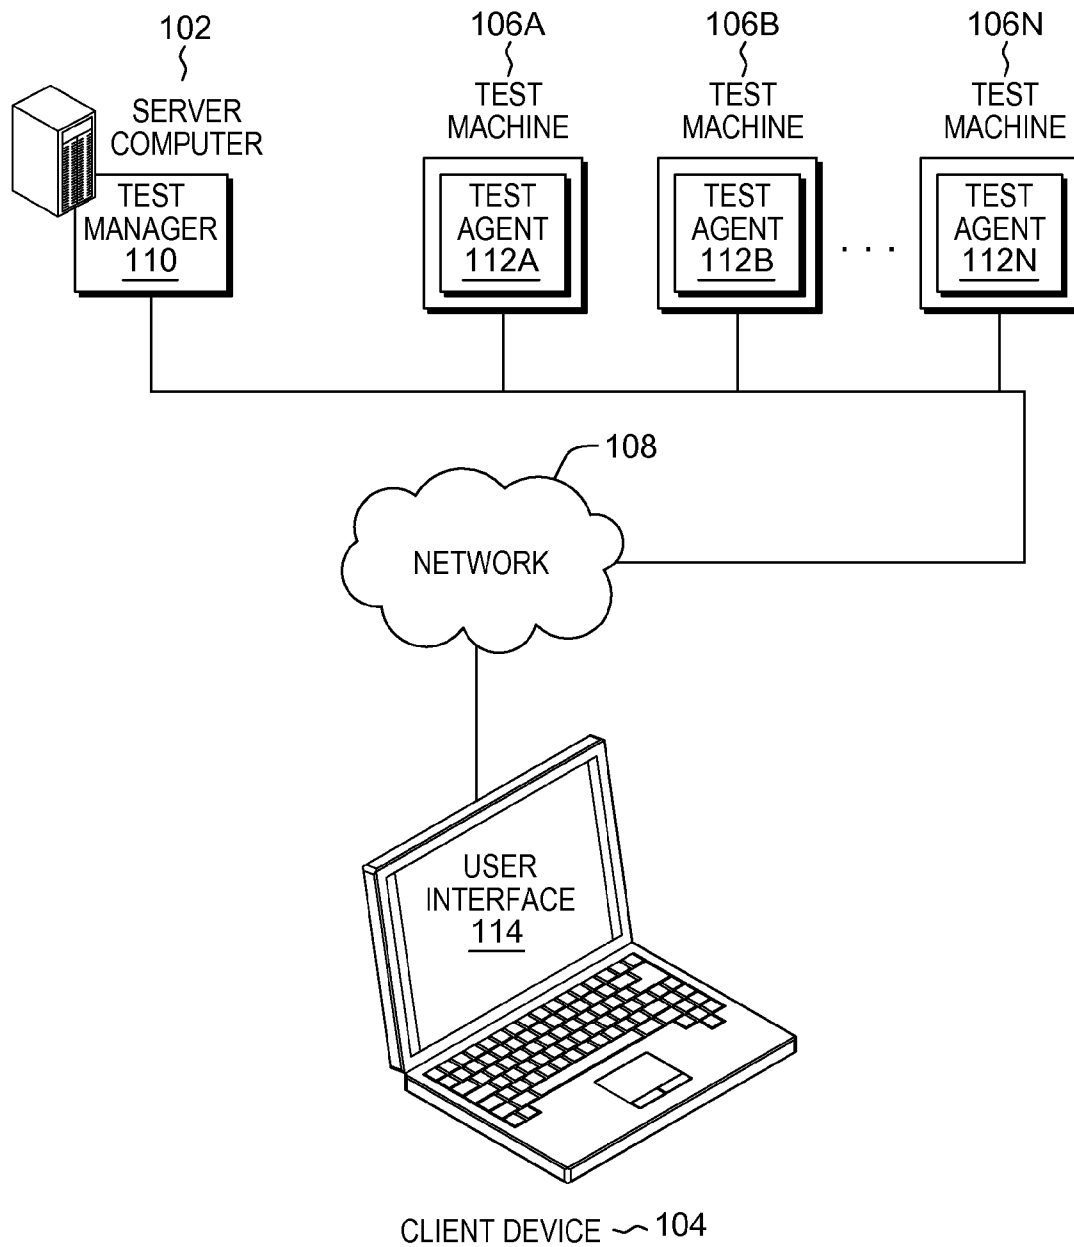 102
106A
106B
106N
SERVER
COMPUTER
TEST
MACHINE
TEST
MACHINE
TEST
MACHINE
TEST
MANAGER
110
TEST
AGENT
112A
TEST
AGENT
112B
. . .
TEST
AGENT
112N
108
NETWORK
USER
INTERFACE
114
CLIENT DEVICE
104